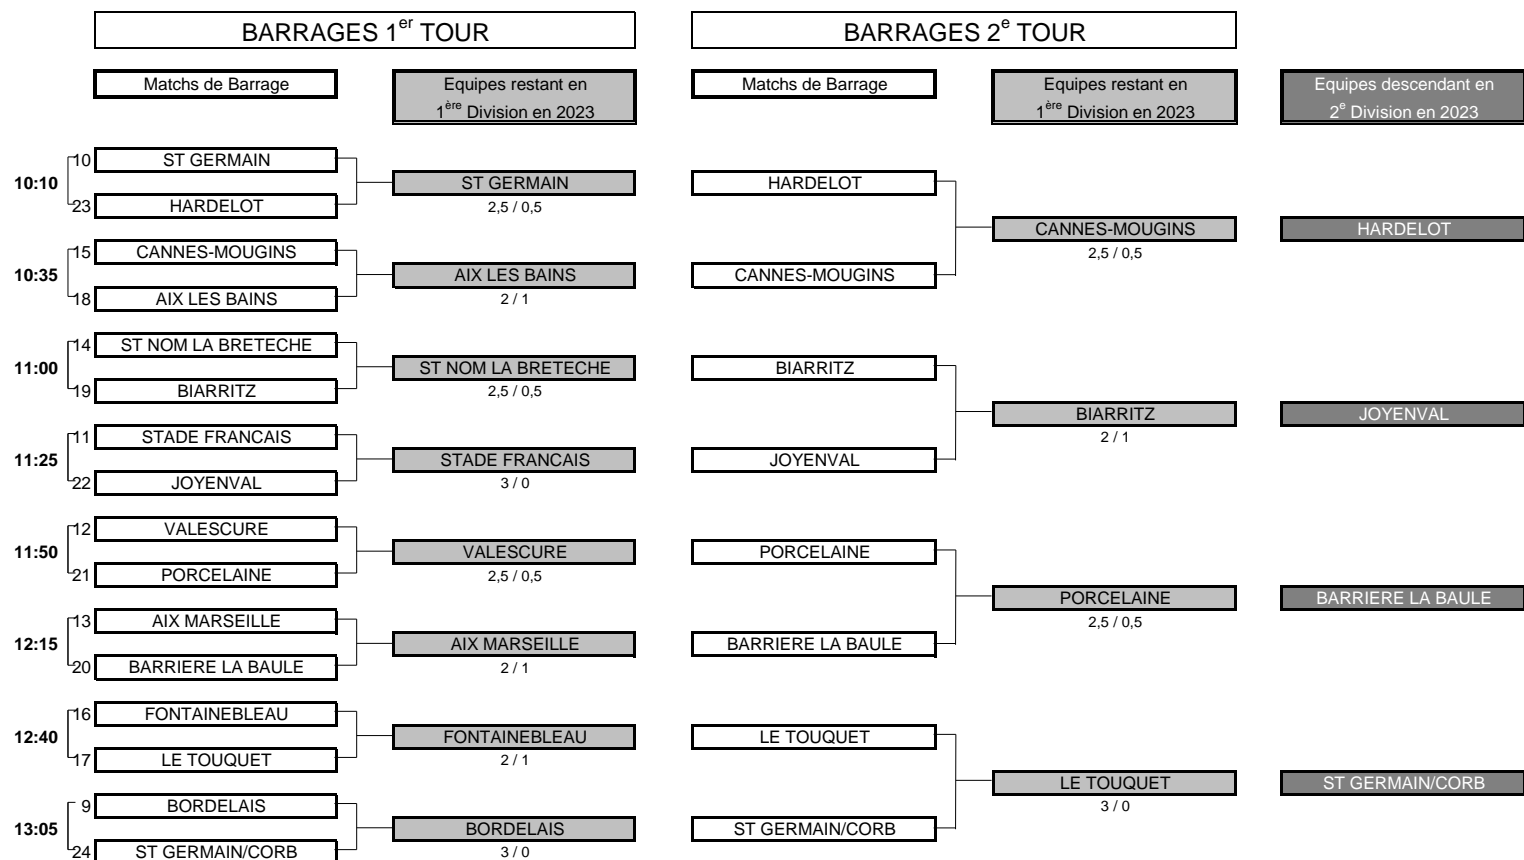 BARRAGES 1er TOUR
BARRAGES 2e TOUR
Matchs de Barrage
Equipes restant en
1ère Division en 2023
Matchs de Barrage
Equipes restant en
1ère Division en 2023
Equipes descendant en
2e Division en 2023
10:10
10 ST GERMAIN
23 HARDELOT
ST GERMAIN
2,5 / 0,5
10:35
15 CANNES-MOUGINS
18 AIX LES BAINS
AIX LES BAINS
2 / 1
HARDELOT
CANNES-MOUGINS
CANNES-MOUGINS
2,5 / 0,5
HARDELOT
11:00
14 ST NOM LA BRETECHE
19 BIARRITZ
ST NOM LA BRETECHE
2,5 / 0,5
11:25
11 STADE FRANCAIS
22 JOYENVAL
STADE FRANCAIS
3 / 0
BIARRITZ
JOYENVAL
BIARRITZ
2 / 1
JOYENVAL
11:50
12 VALESCURE
21 PORCELAINE
VALESCURE
2,5 / 0,5
12:15
13 AIX MARSEILLE
20 BARRIERE LA BAULE
AIX MARSEILLE
2 / 1
PORCELAINE
BARRIERE LA BAULE
PORCELAINE
2,5 / 0,5
BARRIERE LA BAULE
12:40
16 FONTAINEBLEAU
17 LE TOUQUET
FONTAINEBLEAU
2 / 1
13:05
9 BORDELAIS
24 ST GERMAIN/CORB
BORDELAIS
3 / 0
LE TOUQUET
ST GERMAIN/CORB
LE TOUQUET
3 / 0
ST GERMAIN/CORB